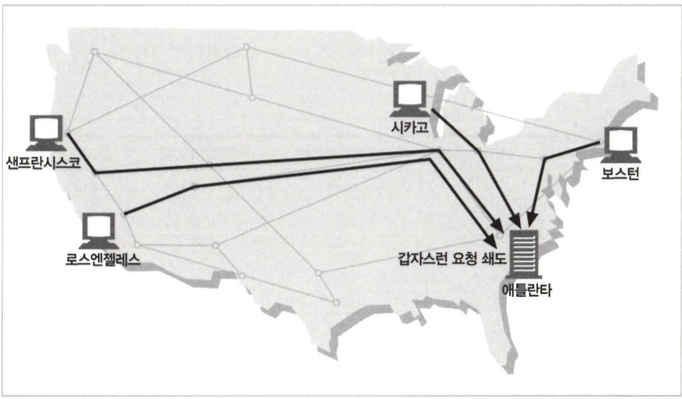 시카고
샌프란시스코
보스턴
로스엔젤레스
갑자스런 요청 쇄도
애틀란타